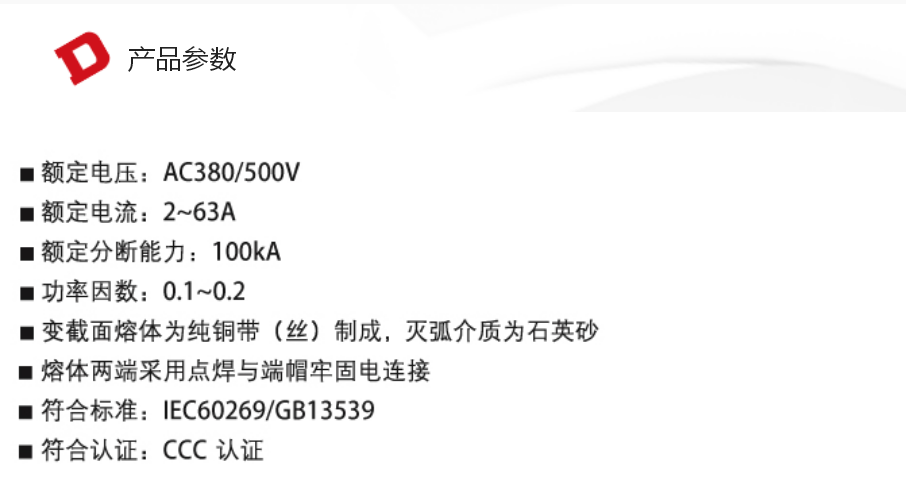 产品参数
■ 额定电压：AC380/500V
■ 额定电流：2~63A
■ 额定分断能力：100kA
■ 功率因数：0.1~0.2
■ 变截面熔体为纯铜带（丝）制成，灭弧介质为石英砂
■ 熔体两端采用点焊与端帽牢固电连接
■ 符合标准：IEC60269/GB13539
■ 符合认证：CCC 认证